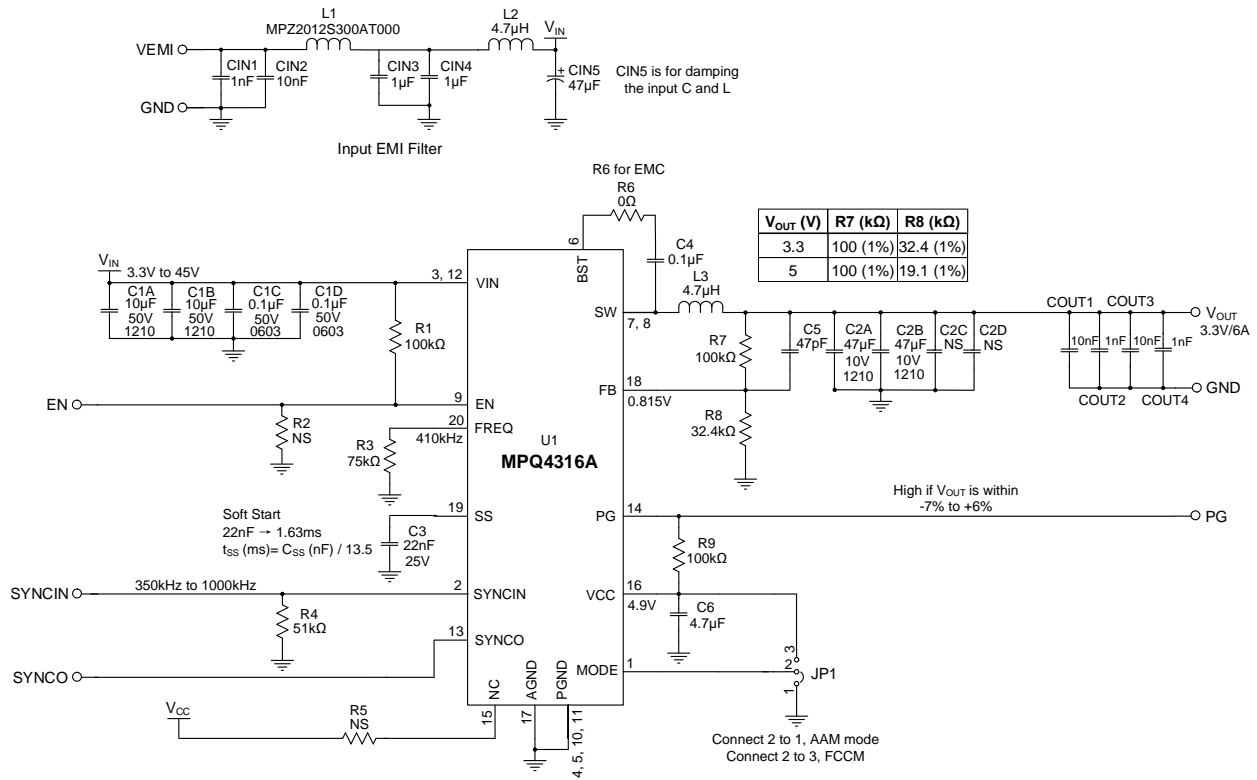 L1
MPZ2012S300AT000
L2
4.7µH
VIN
VEMI
CIN1
1nF
CIN2
10nF
CIN3
1µF
CIN4
1µF
CIN5
47µF
+
CIN5 is for damping
the input C and L
GND
Input EMI Filter
R6 for EMC
R6
0Ω
VOUT (V) R7 (kΩ) R8 (kΩ)
3.3 100 (1%) 32.4 (1%)
5 100 (1%) 19.1 (1%)
6
BST
C4
0.1µF
VIN
3.3V to 45V
3, 12
VIN
C1A
10µF
50V
1210
C1B
10µF
50V
1210
C1C
0.1µF
50V
0603
C1D
0.1µF
50V
0603
R1
100kΩ
SW
7, 8
L3
4.7µH
R7
100kΩ
C5
47pF
C2A
47µF
10V
1210
C2B
47µF
10V
1210
C2C
NS
C2D
NS
COUT1
COUT3
10nF
1nF
10nF
1nF
COUT2
COUT4
VOUT
3.3V/6A
GND
FB
18
0.815V
R8
32.4kΩ
EN
9
EN
R2
NS
20
FREQ
410kHz
R3
75kΩ
U1
MPQ4316A
Soft Start
22nF → 1.63ms
tSS (ms)= CSS (nF) / 13.5
19
SS
C3
22nF
25V
PG
14
High if VOUT is within
-7% to +6%
PG
R9
100kΩ
SYNCIN
350kHz to 1000kHz
2
SYNCIN
R4
51kΩ
VCC
16
4.9V
C6
4.7µF
13
SYNCO
SYNCO
MODE
1
3
2
1
JP1
VCC
R5
NS
NC
15
AGND
17
PGND
4, 5, 10, 11
Connect 2 to 1, AAM mode
Connect 2 to 3, FCCM